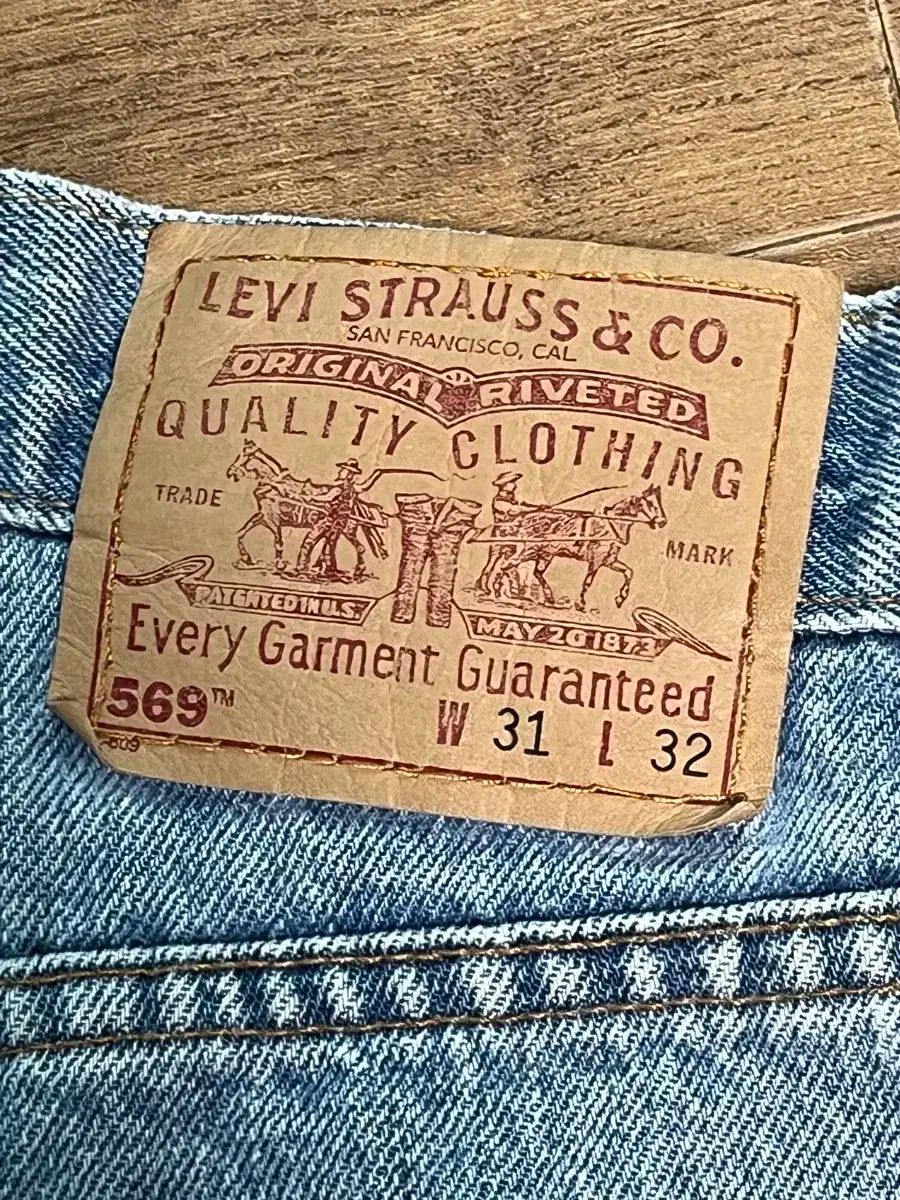 LEVI STRAUSS & CO.
SAN FRANCISCO, CAL
ORIGINAL RIVETED
QUALITY CLOTHING
TRADE MARK
PATENTED IN U.S.
MAY 20 1873
Every Garment Guaranteed
569™ W 31 L 32